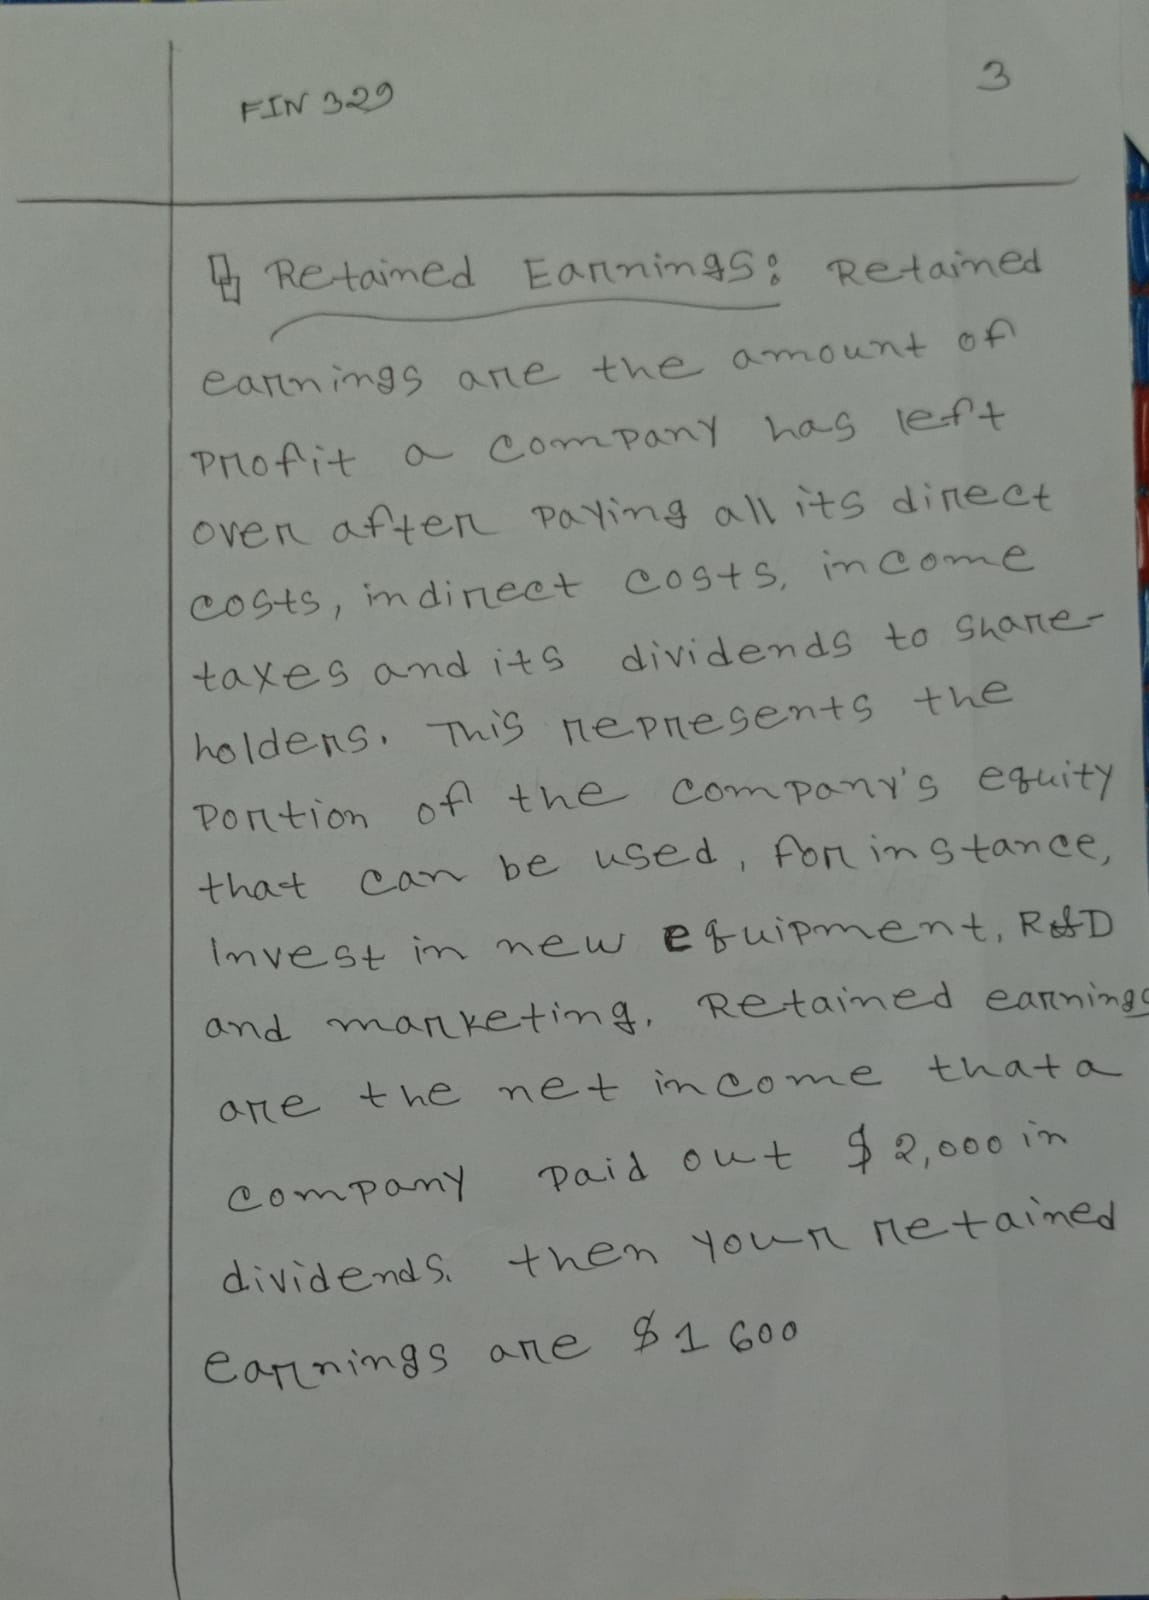 FIN 329
3
Retained Earnings: Retained
earnings are the amount of
profit a company has left
over after paying all its direct
costs, indirect costs, income
taxes and its dividends to share-
holders. This represents the
portion of the company's equity
that can be used, for instance,
Invest in new equipment, R&D
and marketing. Retained earnings
are the net income that a
company paid out $2,000 in
dividends. then your retained
earnings are $1600